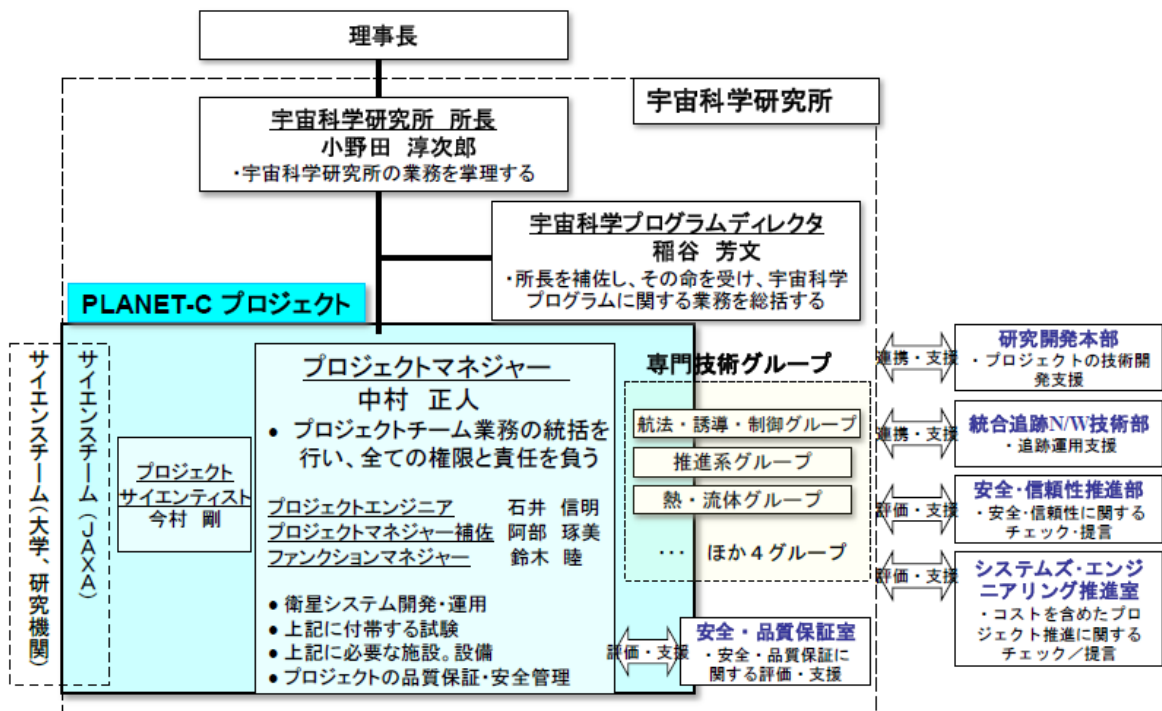 理事長
宇宙科学研究所
宇宙科学研究所 所長
小野田 淳次郎
・宇宙科学研究所の業務を掌理する
宇宙科学プログラムディレクタ
稲谷 芳文
・所長を補佐し、その命を受け、宇宙科学
プログラムに関する業務を総括する
PLANET-C プロジェクト
サイエンスチーム(大学、研究機関)
サイエンスチーム(JAXA)
プロジェクト
サイエンティスト
今村 剛
プロジェクトマネジャー
中村 正人
● プロジェクトチーム業務の統括を
行い、全ての権限と責任を負う
プロジェクトエンジニア 石井 信明
プロジェクトマネジャー補佐 阿部 琢美
ファンクションマネジャー 鈴木 睦
● 衛星システム開発・運用
● 上記に付帯する試験
● 上記に必要な施設。設備
● プロジェクトの品質保証・安全管理
専門技術グループ
航法・誘導・制御グループ
推進系グループ
熱・流体グループ
… ほか4グループ
評価・支援
安全・品質保証室
・安全・品質保証に
関する評価・支援
連携・支援
研究開発本部
・プロジェクトの技術開
発支援
連携・支援
統合追跡N/W技術部
・追跡運用支援
評価・支援
安全・信頼性推進部
・安全・信頼性に関する
チェック・提言
評価・支援
システムズ・エンジ
ニアリング推進室
・コストを含めたプロ
ジェクト推進に関する
チェック/提言